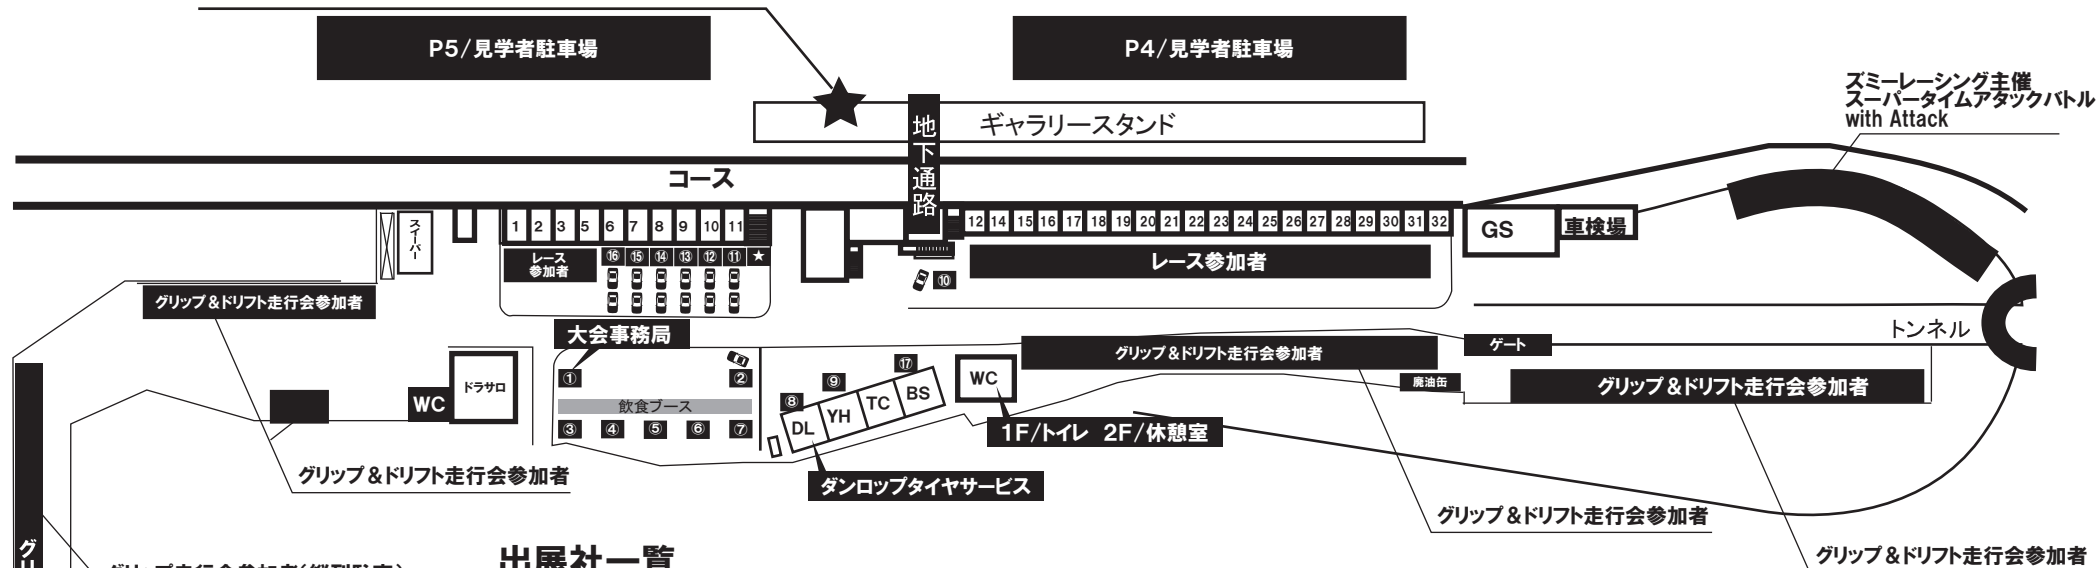 P5/見学者駐車場
P4/見学者駐車場
ズミーレーシング主催
スーパータイムアタックバトル
with Attack
ギャラリースタンド
地下通路
コース
スイーパー
1 2 3 5 6 7 8 9 10 11
12 14 15 16 17 18 19 20 21 22 23 24 25 26 27 28 29 30 31 32
GS
車検場
レース
参加者
⑯ ⑮ ⑭ ⑬ ⑫ ⑪ ★
レース参加者
⑩
グリップ&ドリフト走行会参加者
大会事務局
トンネル
ゲート
グリップ&ドリフト走行会参加者
① ②
⑨ ⑰
WC
ドラサロ
WC
廃油缶
グリップ&ドリフト走行会参加者
飲食ブース
⑧
DL YH TC BS
③ ④ ⑤ ⑥ ⑦
1F/トイレ 2F/休憩室
グリップ&ドリフト走行会参加者
ダンロップタイヤサービス
グリップ&ドリフト走行会参加者
グリップ&ドリフト走行会参加者
出展社一覧